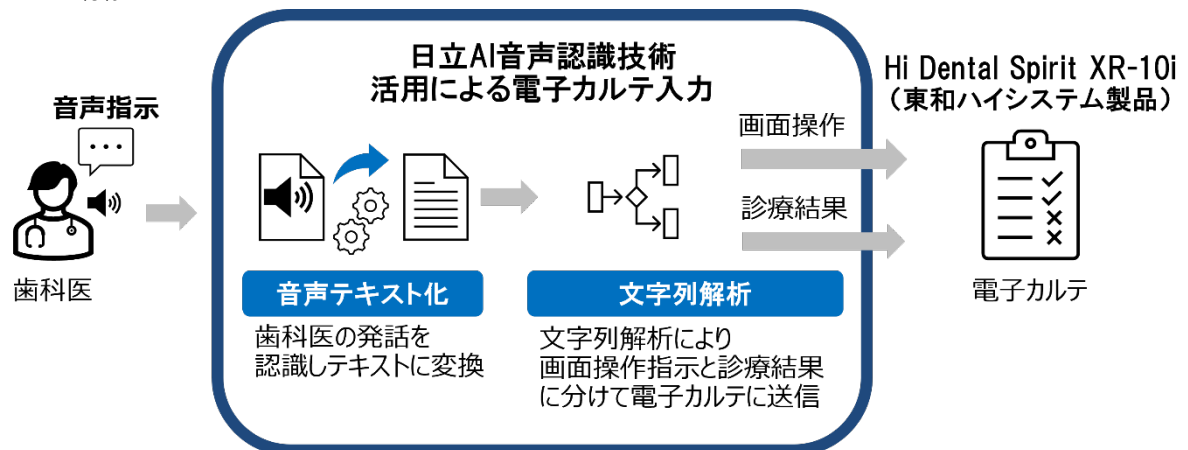 日立AI音声認識技術
活用による電子カルテ入力
Hi Dental Spirit XR-10i
（東和ハイシステム製品）
音声指示
歯科医
音声テキスト化
歯科医の発話を
認識しテキストに変換
文字列解析
文字列解析により
画面操作指示と診療結果
に分けて電子カルテに送信
画面操作
診療結果
電子カルテ